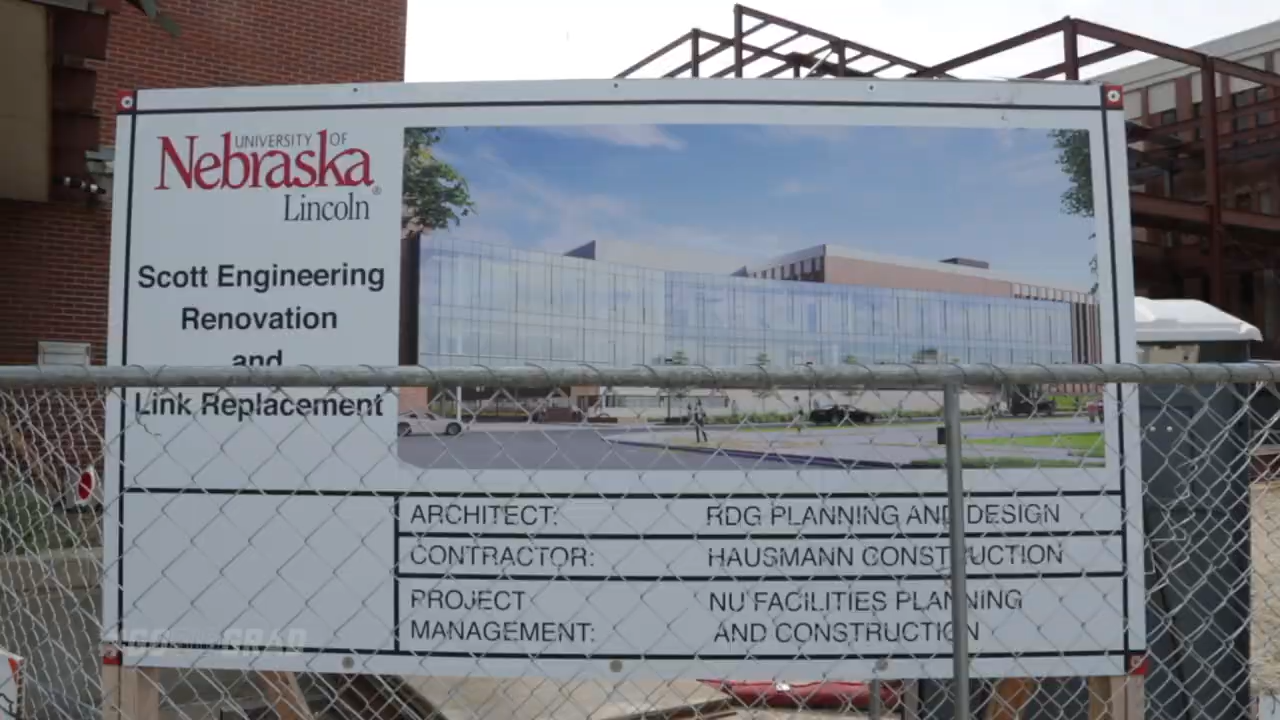 UNIVERSITY OF
Nebraska®
Lincoln
Scott Engineering
Renovation
and
Link Replacement
ARCHITECT: RDG PLANNING AND DESIGN
CONTRACTOR: HAUSMANN CONSTRUCTION
PROJECT MANAGEMENT: NU FACILITIES PLANNING
AND CONSTRUCTION